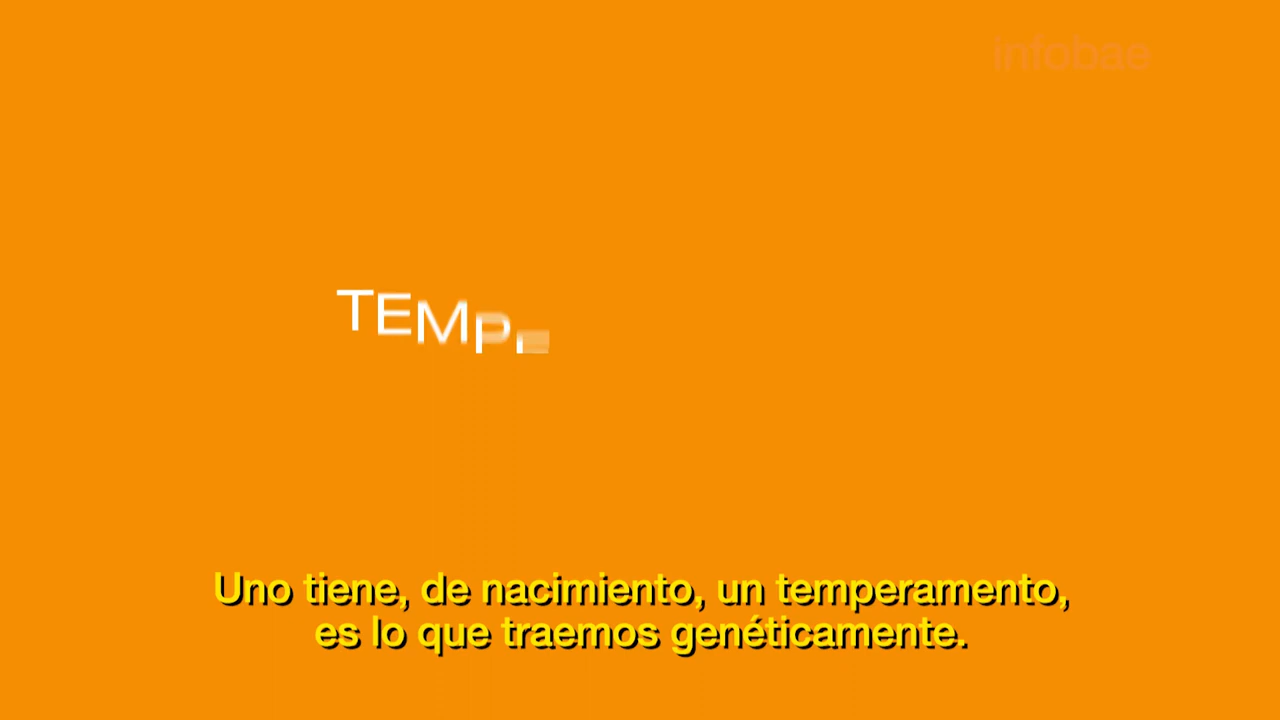 infobae
TEMP
Uno tiene, de nacimiento, un temperamento,
es lo que traemos genéticamente.